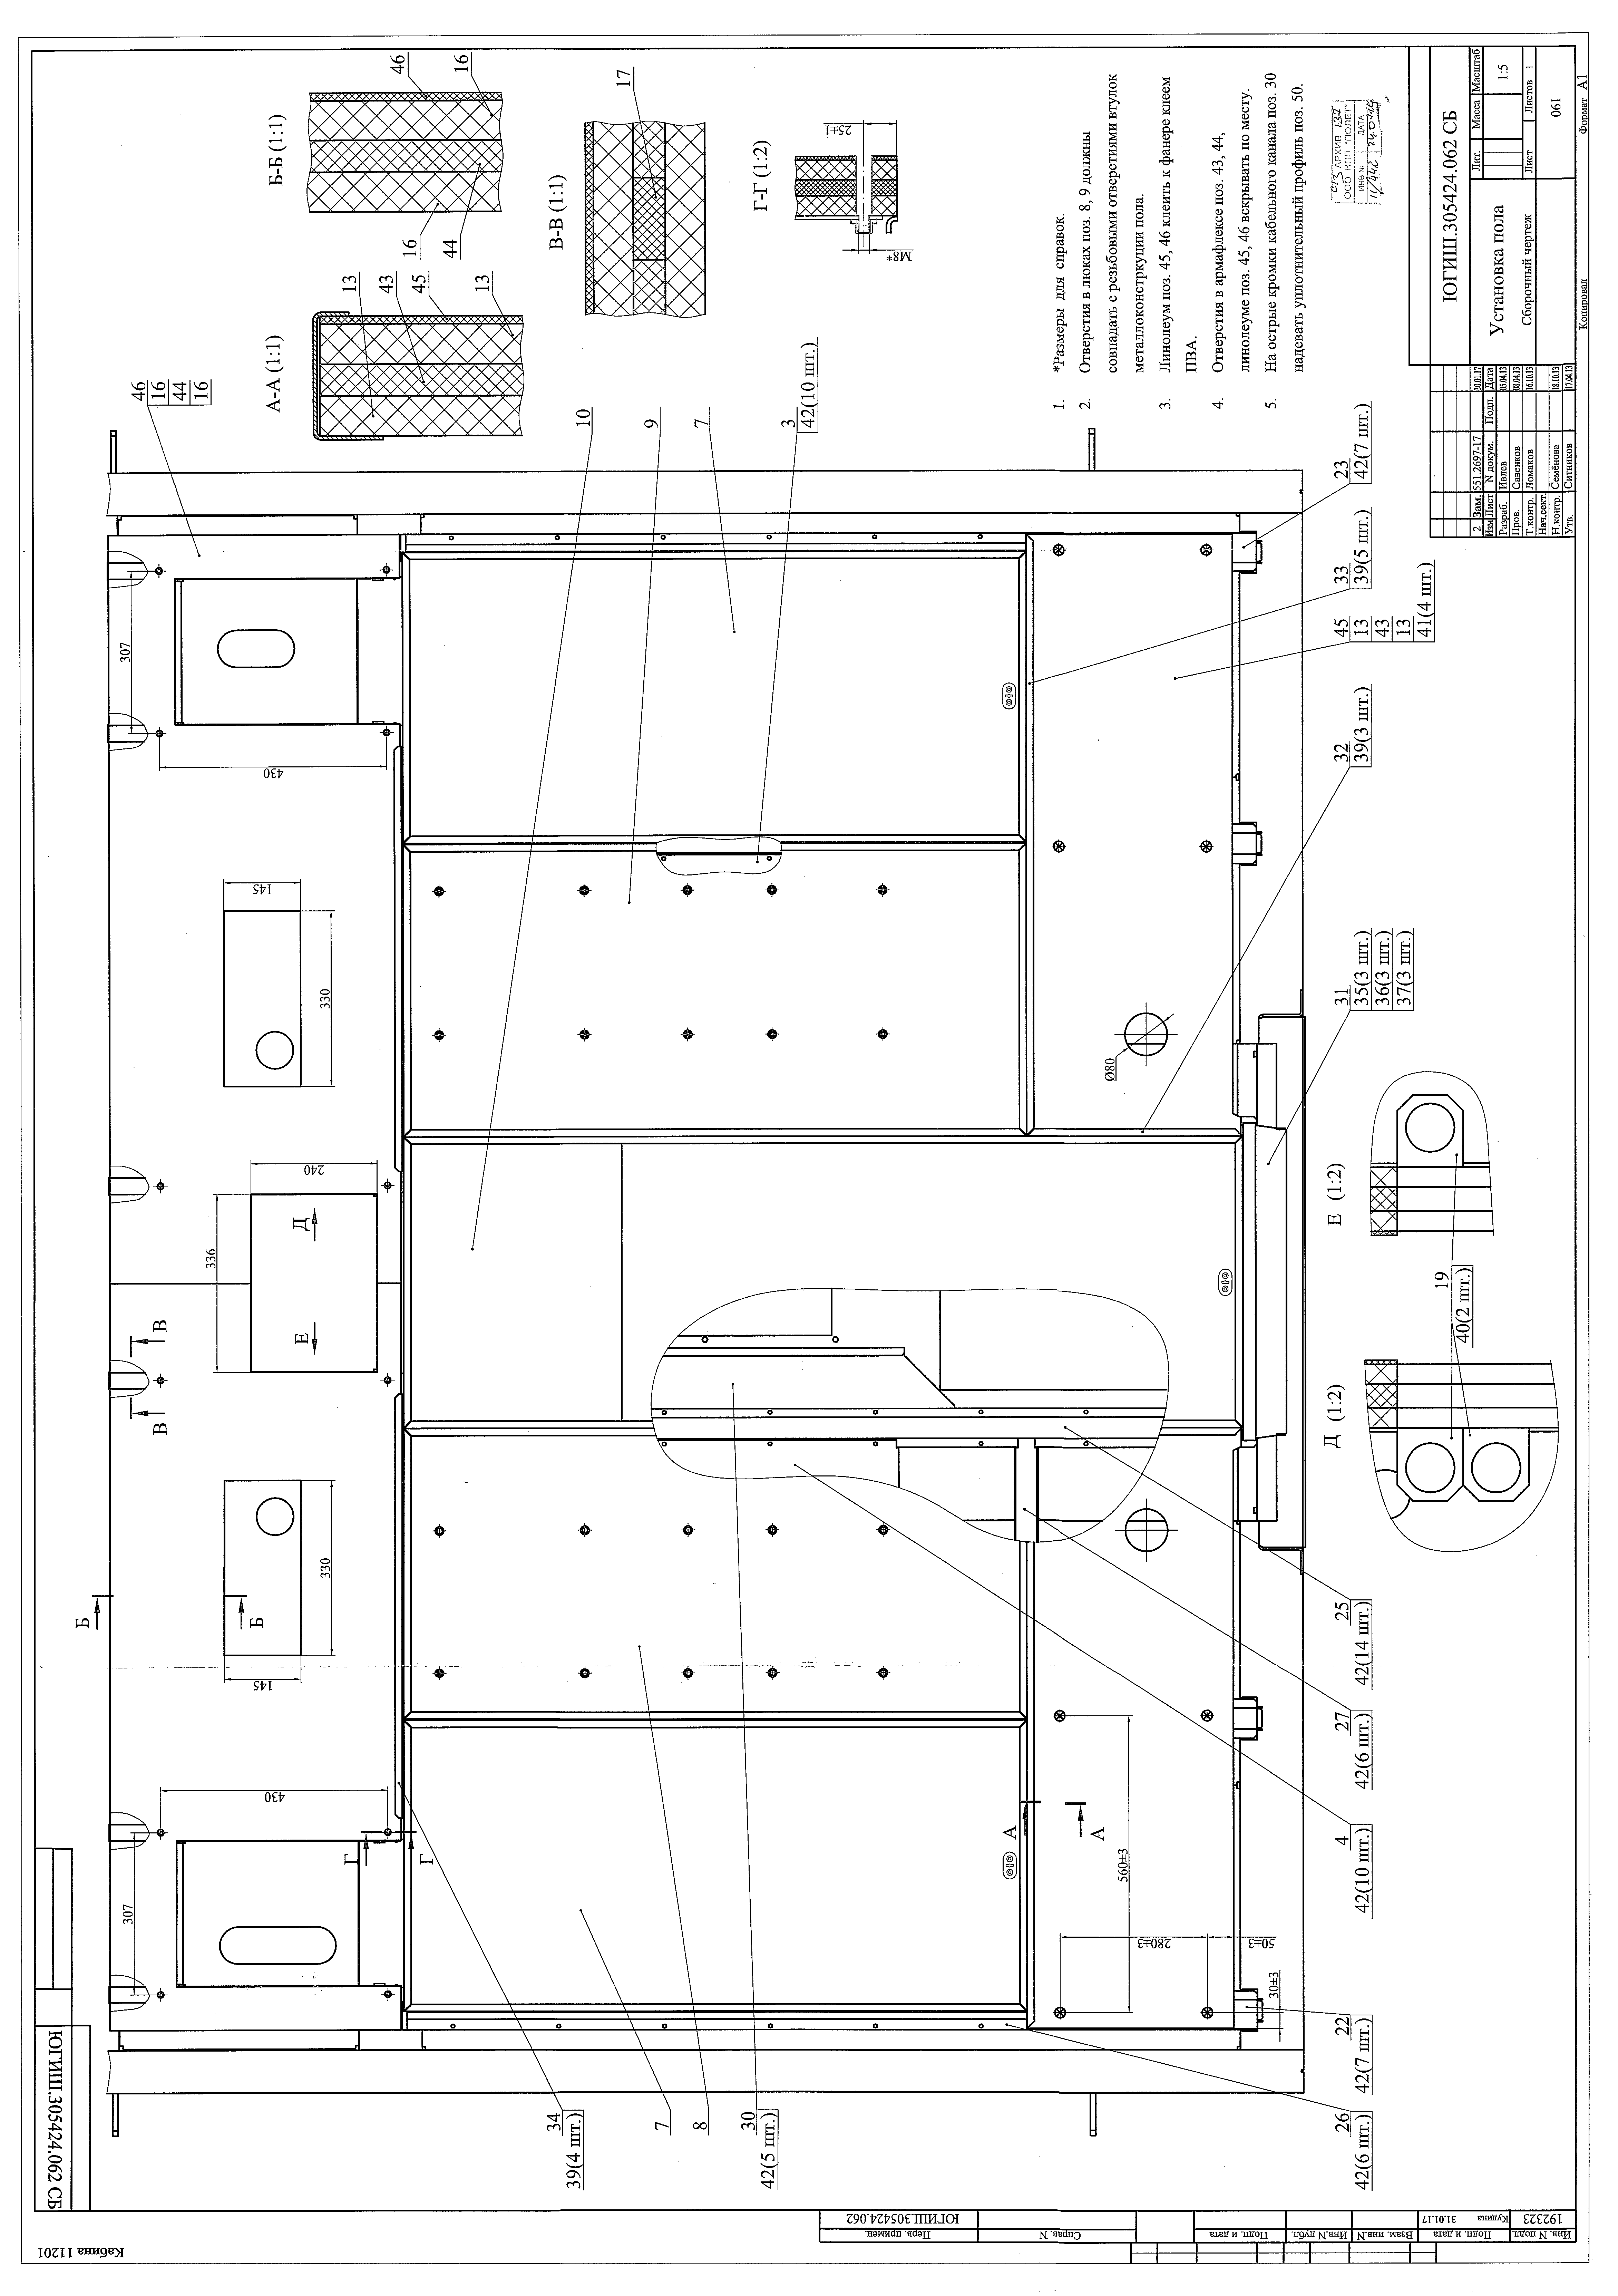 Кабина 11201
ЮГИШ.305424.062 СБ
Б-Б (1:1)
46
16
16
44
А-А (1:1)
13
43
45
13
В-В (1:1)
17
Г-Г (1:2)
25±1
М8*
46
16
44
16
10
9
7
3
42(10 шт.)
1. *Размеры для справок.
2. Отверстия в люках поз. 8, 9 должны
совпадать с резьбовыми отверстиями втулок
металлоконстркуции пола.
3. Линолеум поз. 45, 46 клеить к фанере клеем
ПВА.
4. Отверстия в армафлексе поз. 43, 44,
линолеуме поз. 45, 46 вскрывать по месту.
5. На острые кромки кабельного канала поз. 30
надевать уплотнительный профиль поз. 50.
307
430
145
330
240
336
Д
Е
В
В
Б
Б
330
145
430
307
Г
Г
А
А
560±3
280±3
50±3
30±3
Ø80
23
42(7 шт.)
33
39(5 шт.)
45
13
43
13
41(4 шт.)
32
39(3 шт.)
31
35(3 шт.)
36(3 шт.)
37(3 шт.)
Е (1:2)
19
40(2 шт.)
Д (1:2)
25
42(14 шт.)
27
42(6 шт.)
4
42(10 шт.)
22
42(7 шт.)
26
42(6 шт.)
34
39(4 шт.)
7
8
30
42(5 шт.)
АРХИВ
ООО НПП "ПОЛЕТ"
ИНВ № ДАТА
ЮГИШ.305424.062 СБ
Установка пола
Сборочный чертеж
Лит. Масса Масштаб
1:5
Лист Листов 1
061
2 Зам. 551.2697-17 30.01.17
Изм Лист N докум. Подп. Дата
Разраб. Ивлев 05.04.13
Пров. Савенков 08.04.13
Т.контр. Ломаков 16.10.13
Нач.сект.
Н.контр. Семёнова 18.10.13
Утв. Ситников 17.04.13
Копировал Формат А1
Перв. примен. ЮГИШ.305424.062
Справ. N
Подп. и дата
Инв.N дубл.
Взам. инв.N
Подп. и дата Кудина 31.01.17
Инв. N подл. 192323